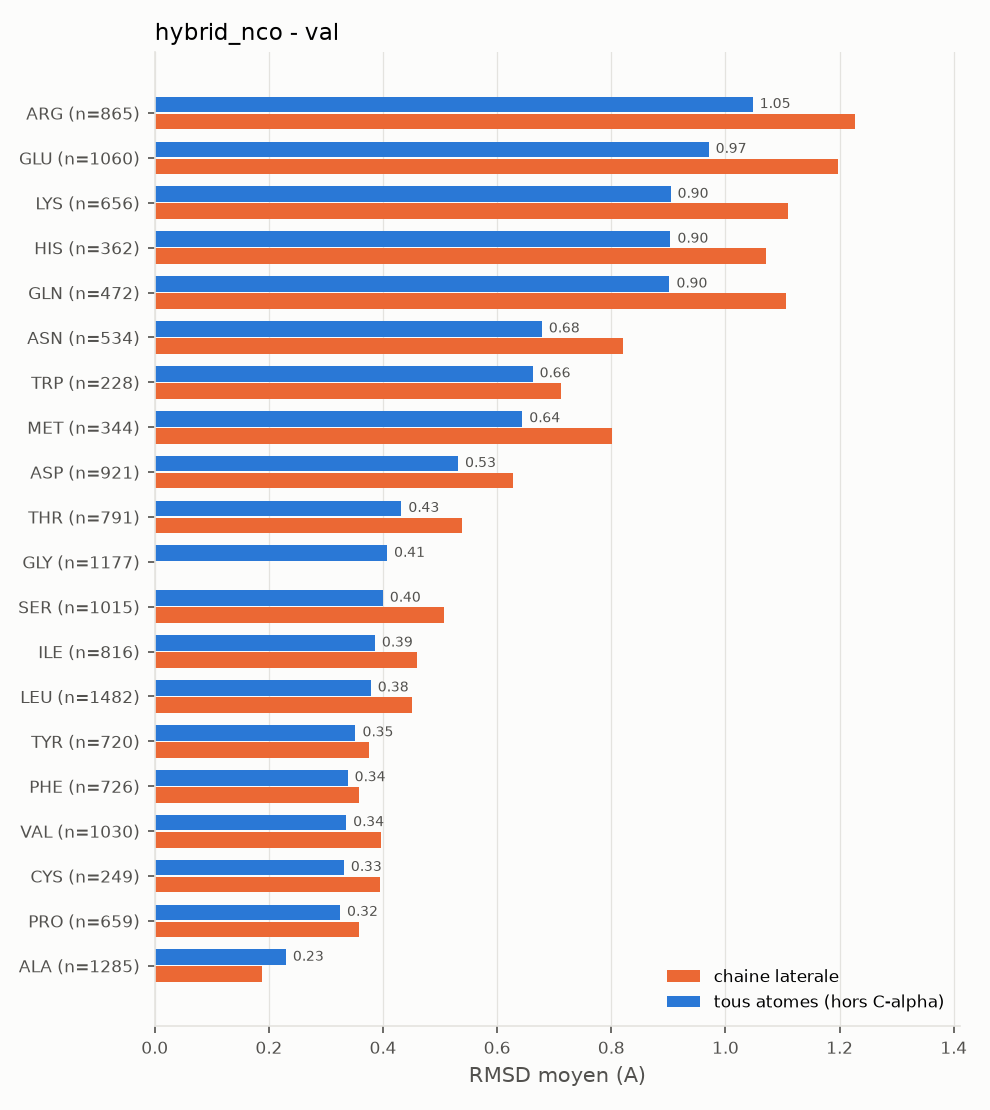 hybrid_nco - val
ARG (n=865)
1.05
GLU (n=1060)
0.97
LYS (n=656)
0.90
HIS (n=362)
0.90
GLN (n=472)
0.90
ASN (n=534)
0.68
TRP (n=228)
0.66
MET (n=344)
0.64
ASP (n=921)
0.53
THR (n=791)
0.43
GLY (n=1177)
0.41
SER (n=1015)
0.40
ILE (n=816)
0.39
LEU (n=1482)
0.38
TYR (n=720)
0.35
PHE (n=726)
0.34
VAL (n=1030)
0.34
CYS (n=249)
0.33
PRO (n=659)
0.32
ALA (n=1285)
0.23
chaine laterale
tous atomes (hors C-alpha)
0.0 0.2 0.4 0.6 0.8 1.0 1.2 1.4
RMSD moyen (A)